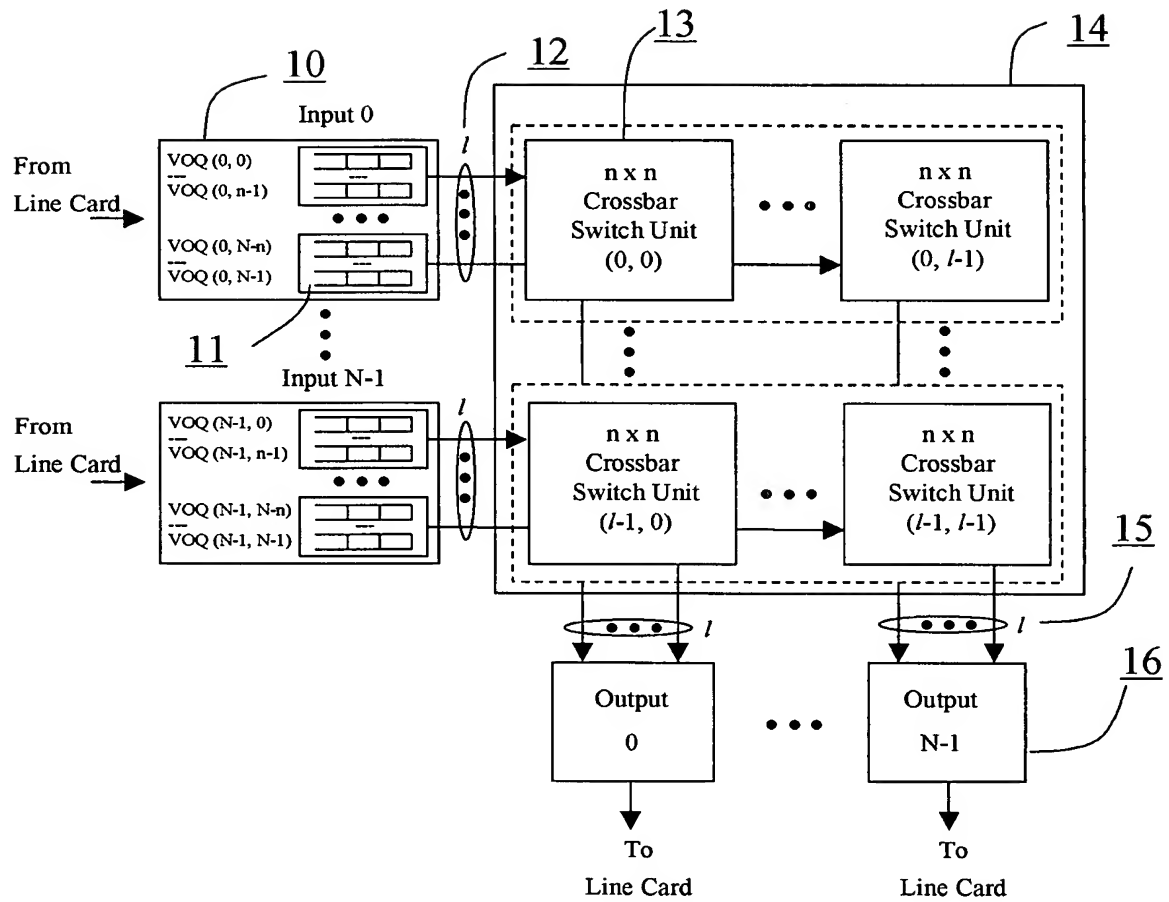 13
14
12
10
l
Input 0
From
Line Card
VOQ (0, 0)
VOQ (0, n-1)
VOQ (0, N-n)
VOQ (0, N-1)
n x n
Crossbar
Switch Unit
(0, 0)
n x n
Crossbar
Switch Unit
(0, l-1)
11
Input N-1
l
From
Line Card
VOQ (N-1, 0)
VOQ (N-1, n-1)
VOQ (N-1, N-n)
VOQ (N-1, N-1)
n x n
Crossbar
Switch Unit
(l-1, 0)
n x n
Crossbar
Switch Unit
(l-1, l-1)
15
l
l
16
Output
0
Output
N-1
To
Line Card
To
Line Card